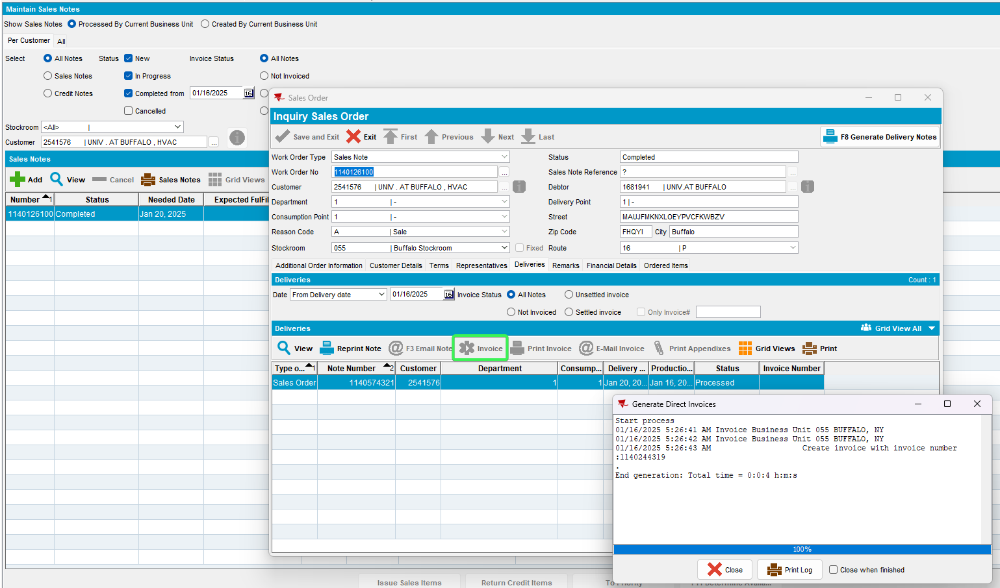 Maintain Sales Notes
Show Sales Notes Processed By Current Business Unit Created By Current Business Unit
Per Customer All
Select All Notes Status New Invoice Status All Notes
Sales Notes In Progress Not Invoiced
Credit Notes Completed from 01/16/2025 16
Cancelled
Stockroom <All> |
Customer 2541576 | UNIV . AT BUFFALO , HVAC ...
Sales Notes
Add View Cancel Sales Notes Grid Views
Number 1 Status Needed Date Expected FulFil
1140126100 Completed Jan 20, 2025
Sales Order
Inquiry Sales Order
Save and Exit Exit First Previous Next Last F8 Generate Delivery Notes
Work Order Type Sales Note Status Completed
Work Order No 1140126100 ... Sales Note Reference ? ...
Customer 2541576 | UNIV . AT BUFFALO , HVAC ... Debtor 1681941 | UNIV.AT BUFFALO ...
Department 1 | - Delivery Point 1 | -
Consumption Point 1 | - Street MAUJFMKNXLOEYPVCFKWBZV
Reason Code A | Sale Zip Code FHQYI City Buffalo
Stockroom 055 | Buffalo Stockroom Fixed Route 16 | P
Additional Order Information Customer Details Terms Representatives Deliveries Remarks Financial Details Ordered Items
Deliveries Count : 1
Date From Delivery date 01/16/2025 16 Invoice Status All Notes Unsettled invoice
Not Invoiced Settled invoice Only Invoice#
Deliveries Grid View All
View Reprint Note F3 Email Note Invoice Print Invoice E-Mail Invoice Print Appendixes Grid Views Print
Type o... 1 Note Number 2 Customer Department Consump... Delivery ... Productio... Status Invoice Number
Sales Order 1140574321 2541576 1 1 Jan 20, 20... Jan 16, 20... Processed
Generate Direct Invoices
Start process
01/16/2025 5:26:41 AM Invoice Business Unit 055 BUFFALO, NY
01/16/2025 5:26:42 AM Invoice Business Unit 055 BUFFALO, NY
01/16/2025 5:26:43 AM Create invoice with invoice number
:1140244319
.
End generation: Total time = 0:0:4 h:m:s
100%
Close Print Log Close when finished
Issue Sales Items Return Credit Items To Priority